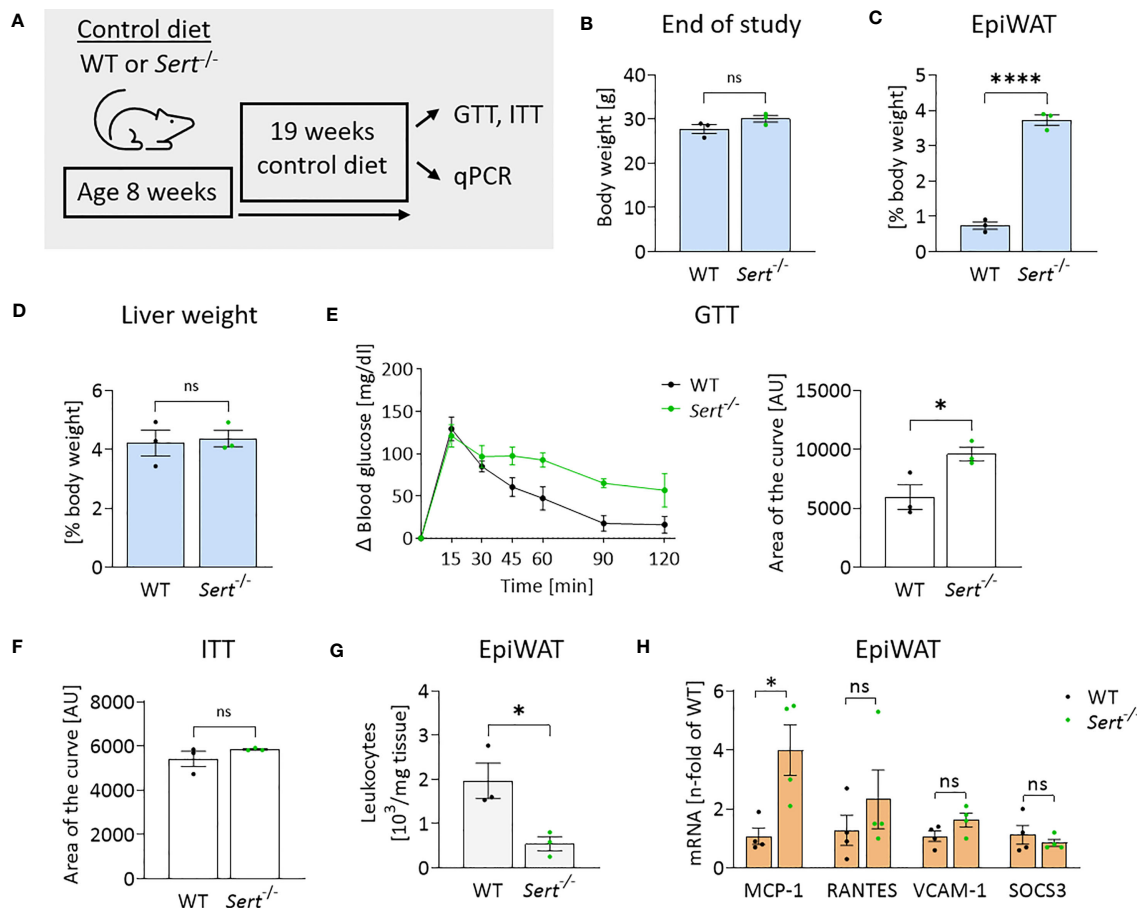 A
Control diet
WT or Sert⁻/⁻
Age 8 weeks
19 weeks
control diet
GTT, ITT
qPCR
B
End of study
Body weight [g]
40
30
20
10
0
ns
WT
Sert⁻/⁻
C
EpiWAT
[% body weight]
5
4
3
2
1
0
****
WT
Sert⁻/⁻
D
Liver weight
[% body weight]
6
4
2
0
ns
WT
Sert⁻/⁻
E
GTT
Δ Blood glucose [mg/dl]
200
150
100
50
0
15
30
45
60
90
120
Time [min]
WT
Sert⁻/⁻
Area of the curve [AU]
15000
10000
5000
0
*
WT
Sert⁻/⁻
F
ITT
Area of the curve [AU]
8000
6000
4000
2000
0
ns
WT
Sert⁻/⁻
G
EpiWAT
Leukocytes
[10³/mg tissue]
4
3
2
1
0
*
WT
Sert⁻/⁻
H
EpiWAT
mRNA [n-fold of WT]
6
4
2
0
*
ns
ns
ns
MCP-1
RANTES
VCAM-1
SOCS3
WT
Sert⁻/⁻